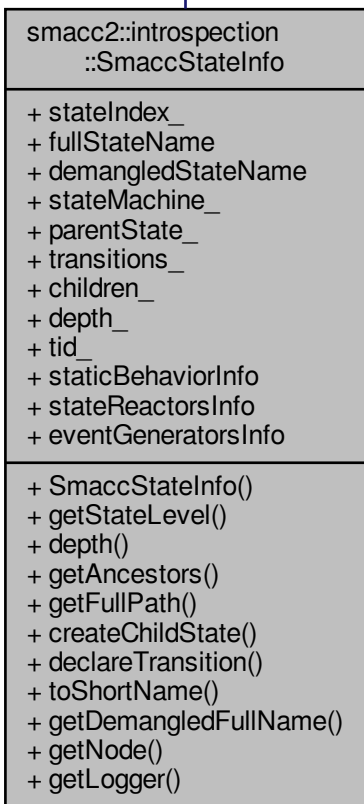 smacc2::introspection
::SmaccStateInfo
+ stateIndex_
+ fullStateName
+ demangledStateName
+ stateMachine_
+ parentState_
+ transitions_
+ children_
+ depth_
+ tid_
+ staticBehaviorInfo
+ stateReactorsInfo
+ eventGeneratorsInfo
+ SmaccStateInfo()
+ getStateLevel()
+ depth()
+ getAncestors()
+ getFullPath()
+ createChildState()
+ declareTransition()
+ toShortName()
+ getDemangledFullName()
+ getNode()
+ getLogger()